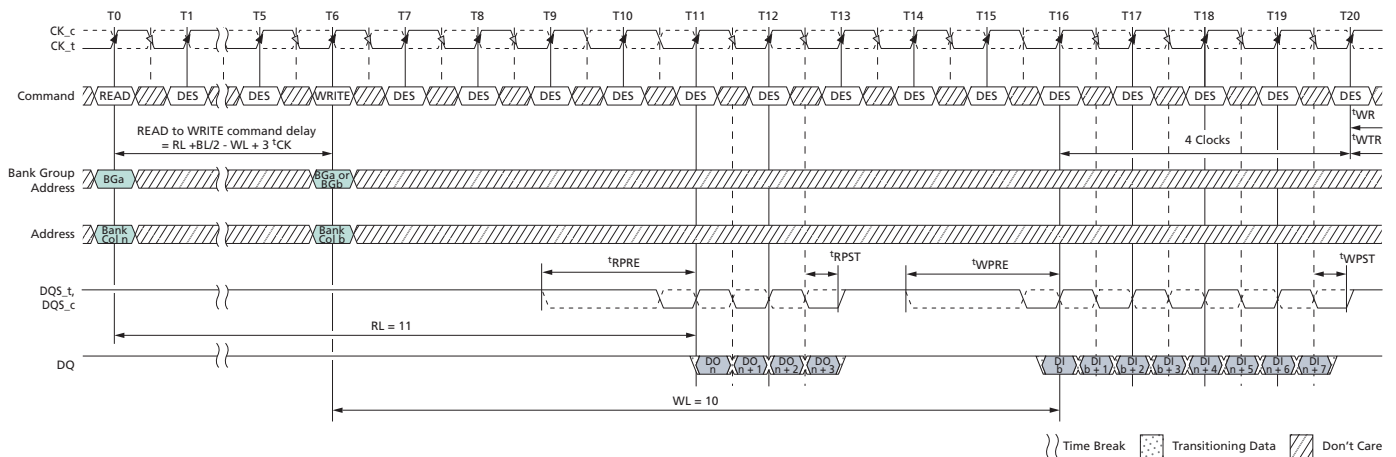 T0 T1 T5 T6 T7 T8 T9 T10 T11 T12 T13 T14 T15 T16 T17 T18 T19 T20
CK_c
CK_t
Command READ DES DES WRITE DES DES DES DES DES DES DES DES DES DES DES DES DES DES
tWR
READ to WRITE command delay
= RL +BL/2 - WL + 3 tCK
4 Clocks
tWTR
Bank Group
Address
BGa
BGa or
BGb
Address
Bank
Col n
Bank
Col b
tRPRE tRPST tWPRE tWPST
DQS_t,
DQS_c
RL = 11
DQ
DO
n
DO
n + 1
DO
n + 2
DO
n + 3
DI
b
DI
b + 1
DI
b + 2
DI
b + 3
DI
n + 4
DI
n + 5
DI
n + 6
DI
n + 7
WL = 10
Time Break Transitioning Data Don't Care